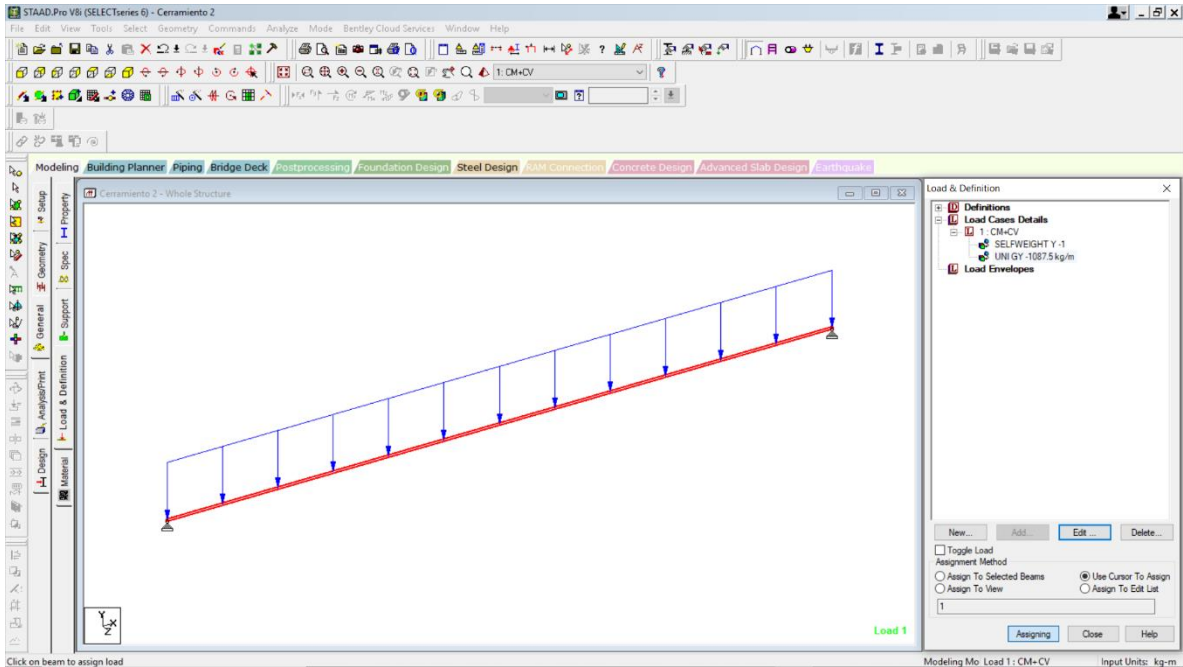 STAAD.Pro V8i (SELECTseries 6) - Cerramiento 2
File Edit View Tools Select Geometry Commands Analyze Mode Bentley Cloud Services Window Help
1: CM+CV
Modeling Building Planner Piping Bridge Deck Postprocessing Foundation Design Steel Design RAM Connection Concrete Design Advanced Slab Design Earthquake
Setup
Geometry
General
Analysis/Print
Design
Property
Spec
Support
Load & Definition
Material
Cerramiento 2 - Whole Structure
Y
X
Z
Load 1
Load & Definition
Definitions
Load Cases Details
1 : CM+CV
SELFWEIGHT Y -1
UNI GY -1087.5 kg/m
Load Envelopes
New... Add... Edit ... Delete...
Toggle Load
Assignment Method
Assign To Selected Beams Use Cursor To Assign
Assign To View Assign To Edit List
1
Assigning Close Help
Click on beam to assign load
Modeling Mo Load 1 : CM+CV Input Units: kg-m